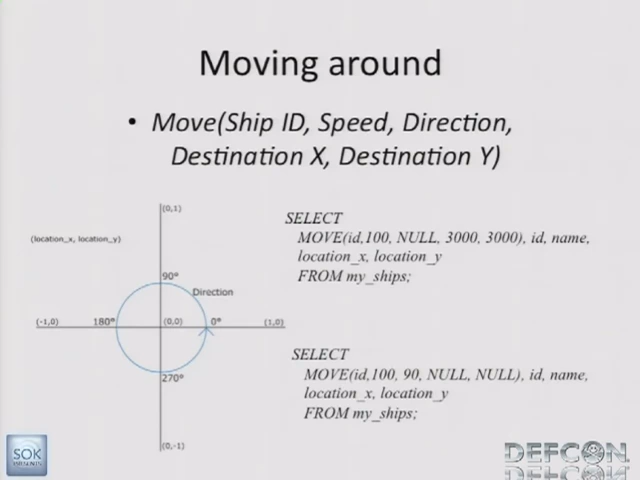 Moving around
• Move(Ship ID, Speed, Direction,
Destination X, Destination Y)
(0,1)
(location_x, location_y)
90°
Direction
(-1,0)
180°
(0,0)
0°
(1,0)
270°
(0,-1)
SELECT
MOVE(id,100, NULL, 3000, 3000), id, name,
location_x, location_y
FROM my_ships;
SELECT
MOVE(id,100, 90, NULL, NULL), id, name,
location_x, location_y
FROM my_ships;
SOK
DEFCON.